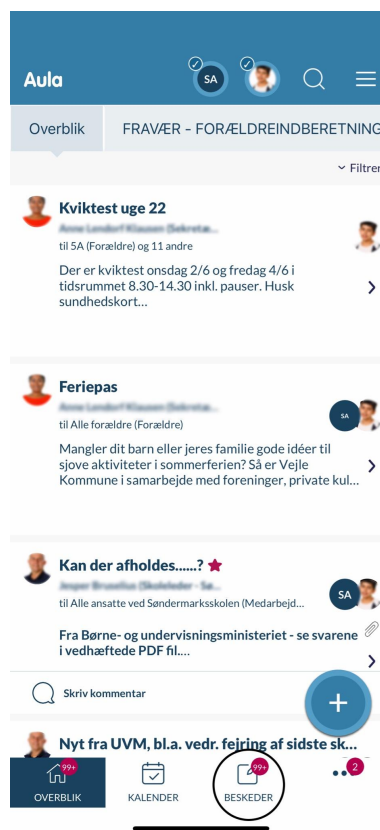 Aula
SA
Overblik
FRAVÆR - FORÆLDREINDBERETNING
Filtrer
Kviktest uge 22
til 5A (Forældre) og 11 andre
Der er kviktest onsdag 2/6 og fredag 4/6 i
tidsrummet 8.30-14.30 inkl. pauser. Husk
sundhedskort...
Feriepas
til Alle forældre (Forældre)
SA
Mangler dit barn eller jeres familie gode idéer til
sjove aktiviteter i sommerferien? Så er Vejle
Kommune i samarbejde med foreninger, private kul...
Kan der afholdes......?
til Alle ansatte ved Søndermarksskolen (Medarbejd...
SA
Fra Børne- og undervisningsministeriet - se svarene
i vedhæftede PDF fil....
Skriv kommentar
+
Nyt fra UVM, bl.a. vedr. fejring af sidste sk...
99+
99+
2
OVERBLIK
KALENDER
BESKEDER